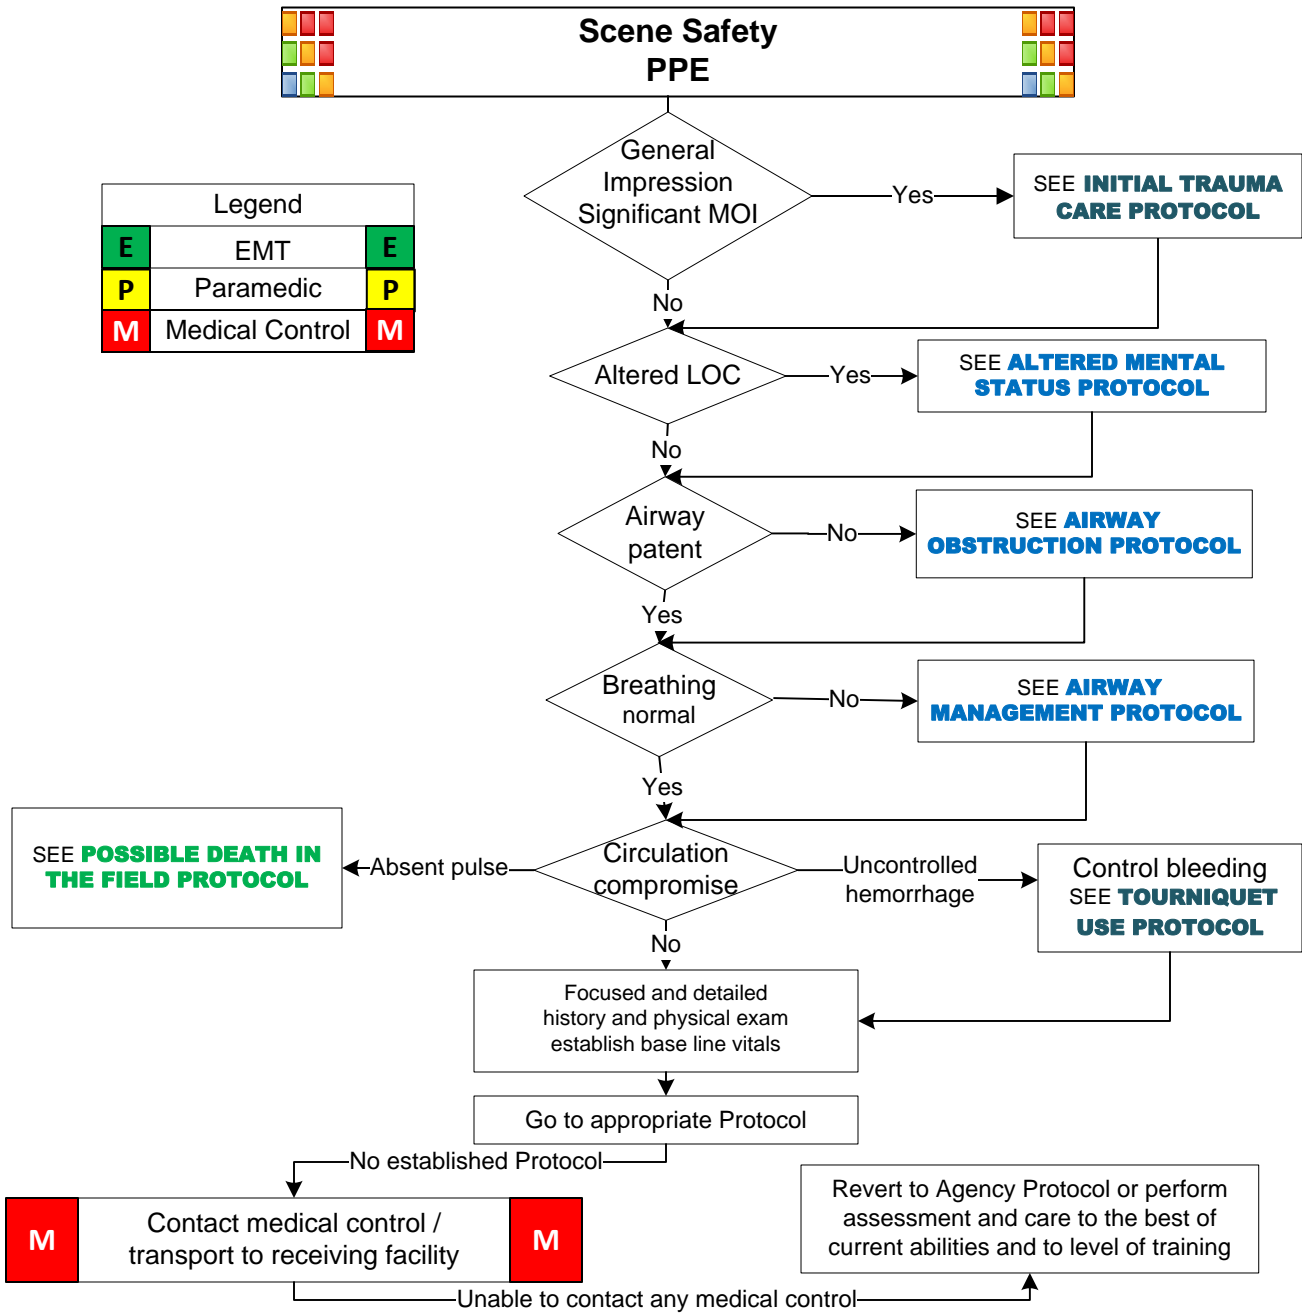 Scene Safety
PPE
General
Impression
Significant MOI
Yes
SEE INITIAL TRAUMA
CARE PROTOCOL
Legend
E EMT E
P Paramedic P
M Medical Control M
No
Altered LOC
Yes
SEE ALTERED MENTAL
STATUS PROTOCOL
No
Airway
patent
No
SEE AIRWAY
OBSTRUCTION PROTOCOL
Yes
Breathing
normal
No
SEE AIRWAY
MANAGEMENT PROTOCOL
Yes
SEE POSSIBLE DEATH IN
THE FIELD PROTOCOL
Absent pulse
Circulation
compromise
Uncontrolled
hemorrhage
Control bleeding
SEE TOURNIQUET
USE PROTOCOL
No
Focused and detailed
history and physical exam
establish base line vitals
Go to appropriate Protocol
No established Protocol
M
Contact medical control /
transport to receiving facility
M
Revert to Agency Protocol or perform
assessment and care to the best of
current abilities and to level of training
Unable to contact any medical control